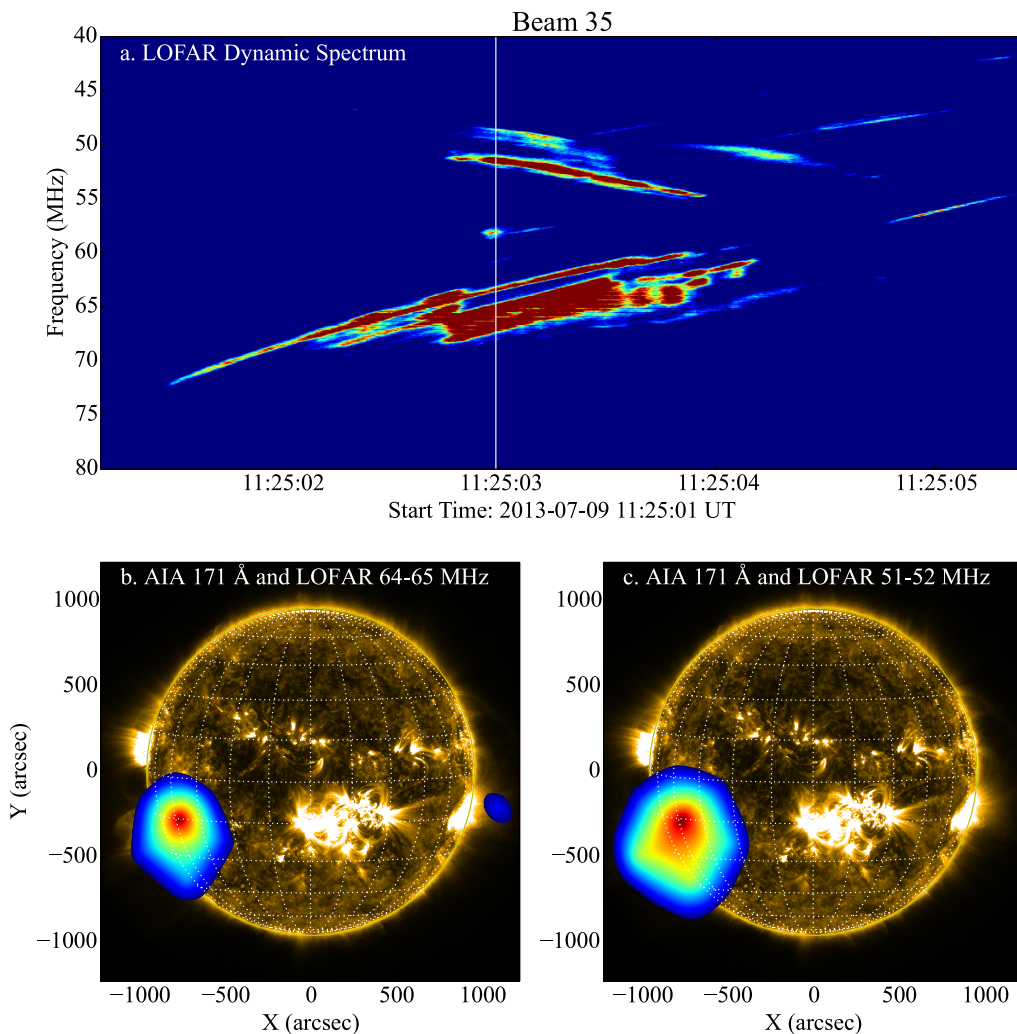 Beam 35
a. LOFAR Dynamic Spectrum
40
45
50
55
60
65
70
75
80
Frequency (MHz)
11:25:02 11:25:03 11:25:04 11:25:05
Start Time: 2013-07-09 11:25:01 UT
b. AIA 171 Å and LOFAR 64-65 MHz
1000
500
0
−500
−1000
Y (arcsec)
−1000 −500 0 500 1000
X (arcsec)
c. AIA 171 Å and LOFAR 51-52 MHz
1000
500
0
−500
−1000
−1000 −500 0 500 1000
X (arcsec)